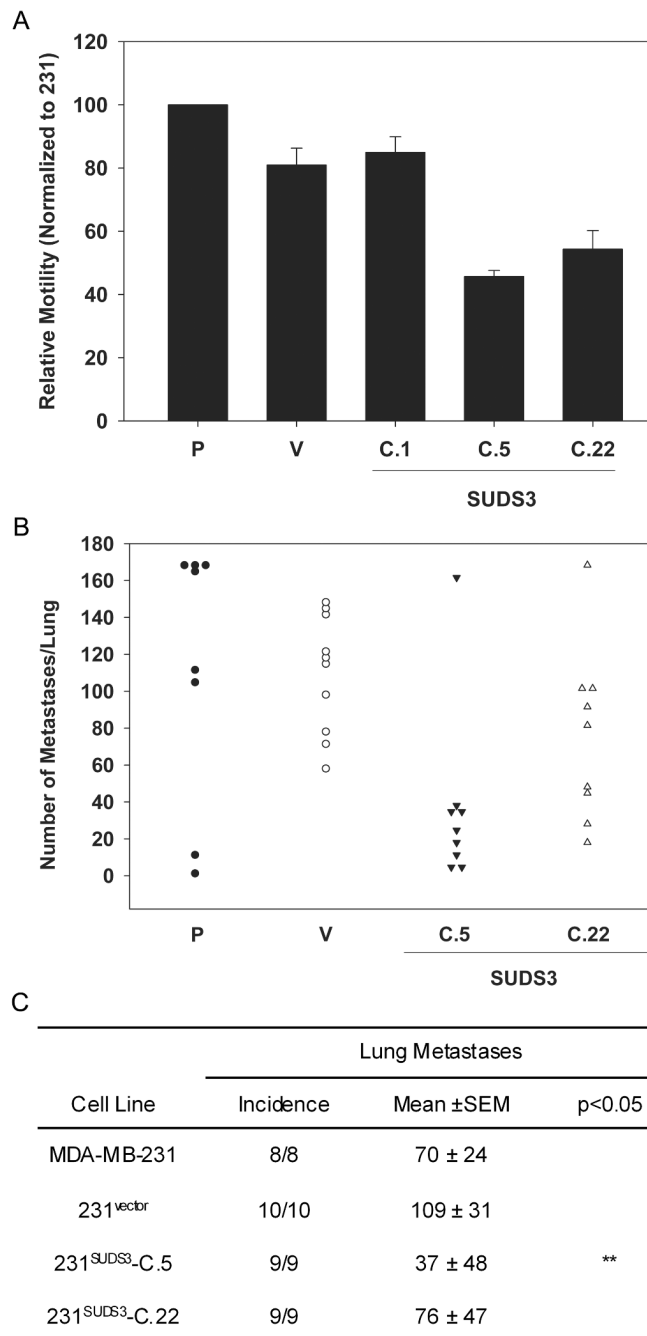 A
Relative Motility (Normalized to 231)
120
100
80
60
40
20
0
P V C.1 C.5 C.22
SUDS3
B
Number of Metastases/Lung
180
160
140
120
100
80
60
40
20
0
P V C.5 C.22
SUDS3
C
Lung Metastases
Cell Line Incidence Mean ±SEM p<0.05
MDA-MB-231 8/8 70 ± 24
231vector 10/10 109 ± 31
231SUDS3-C.5 9/9 37 ± 48 **
231SUDS3-C.22 9/9 76 ± 47